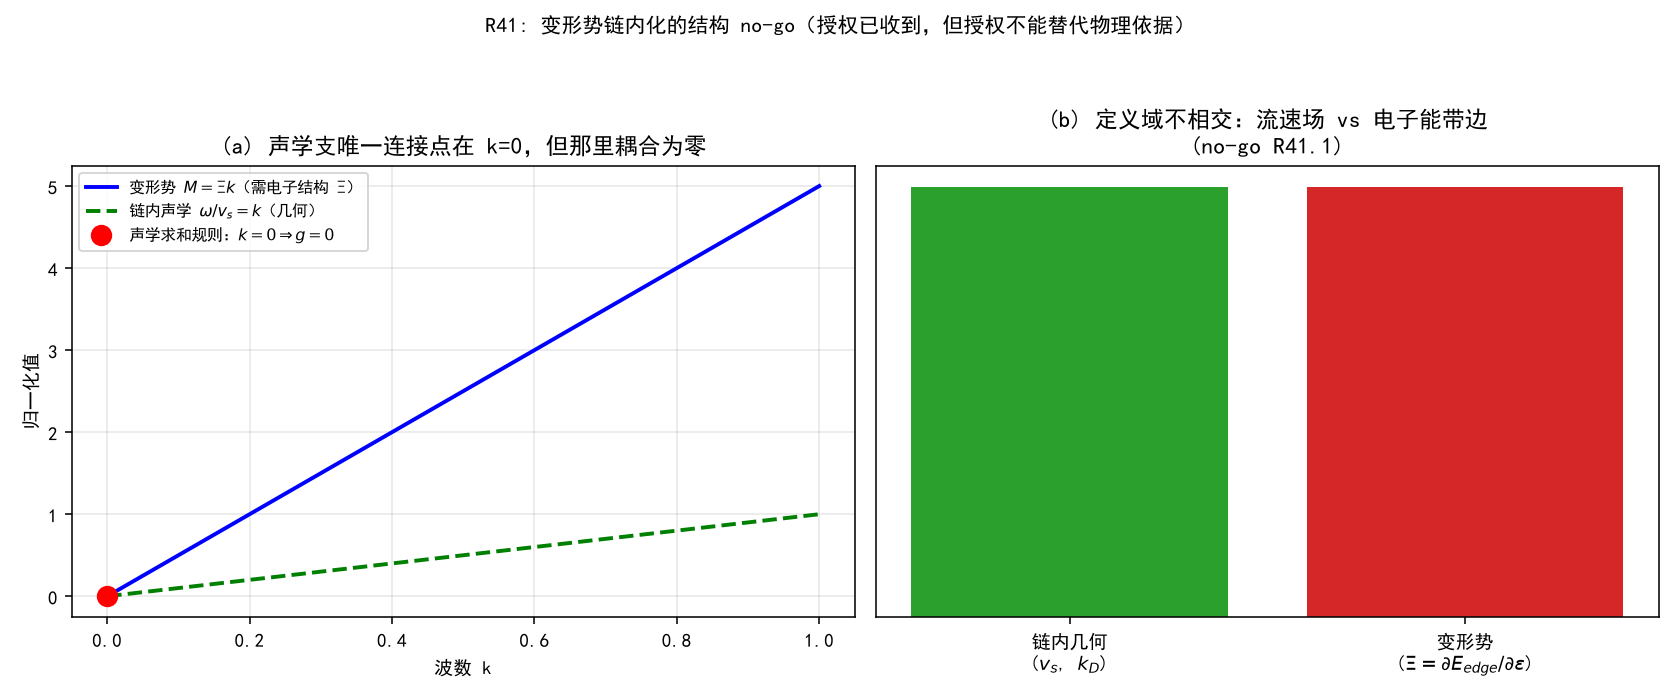 R41: 变形势链内化的结构 no-go（授权已收到，但授权不能替代物理依据）
(a) 声学支唯一连接点在 k=0，但那里耦合为零
变形势 M = Ξk（需电子结构 Ξ）
链内声学 ω/v_s = k（几何）
声学求和规则：k = 0 ⇒ g = 0
归一化值
5
4
3
2
1
0
0.0 0.2 0.4 0.6 0.8 1.0
波数 k
(b) 定义域不相交：流速场 vs 电子能带边
(no-go R41.1)
链内几何
(v_s, k_D)
变形势
(Ξ = ∂E_edge/∂ε)